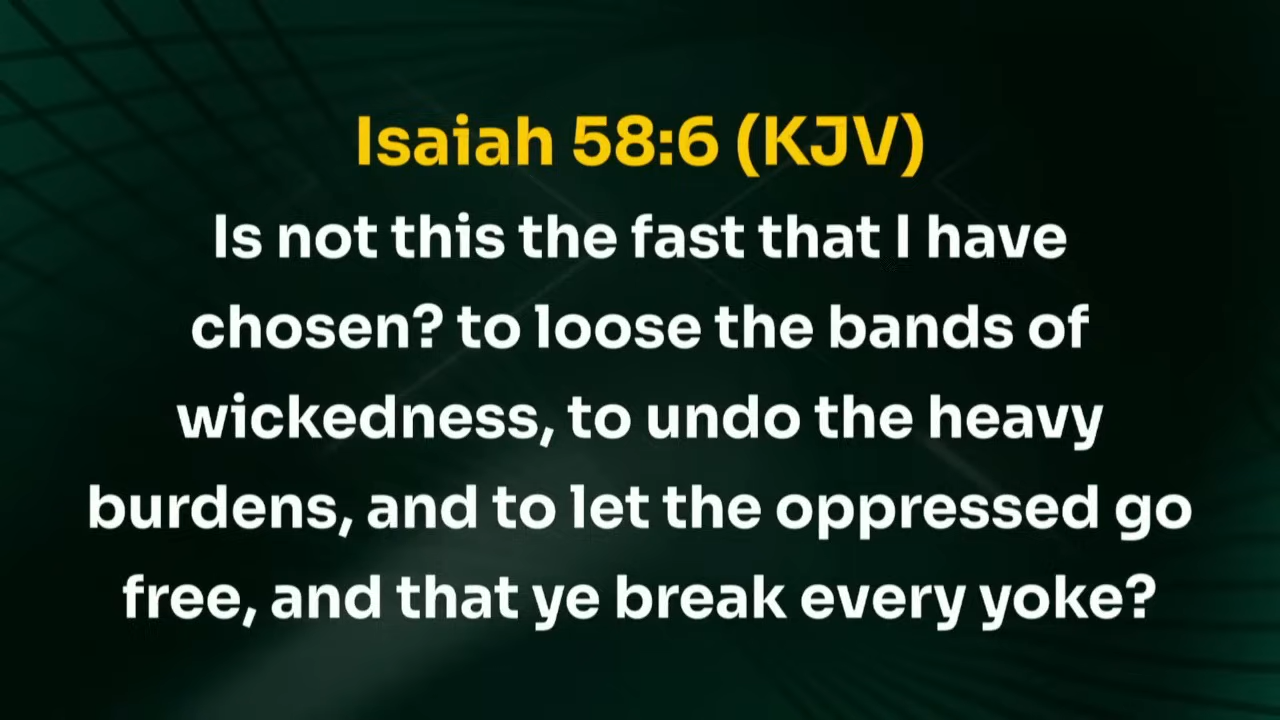 Isaiah 58:6 (KJV)
Is not this the fast that I have
chosen? to loose the bands of
wickedness, to undo the heavy
burdens, and to let the oppressed go
free, and that ye break every yoke?